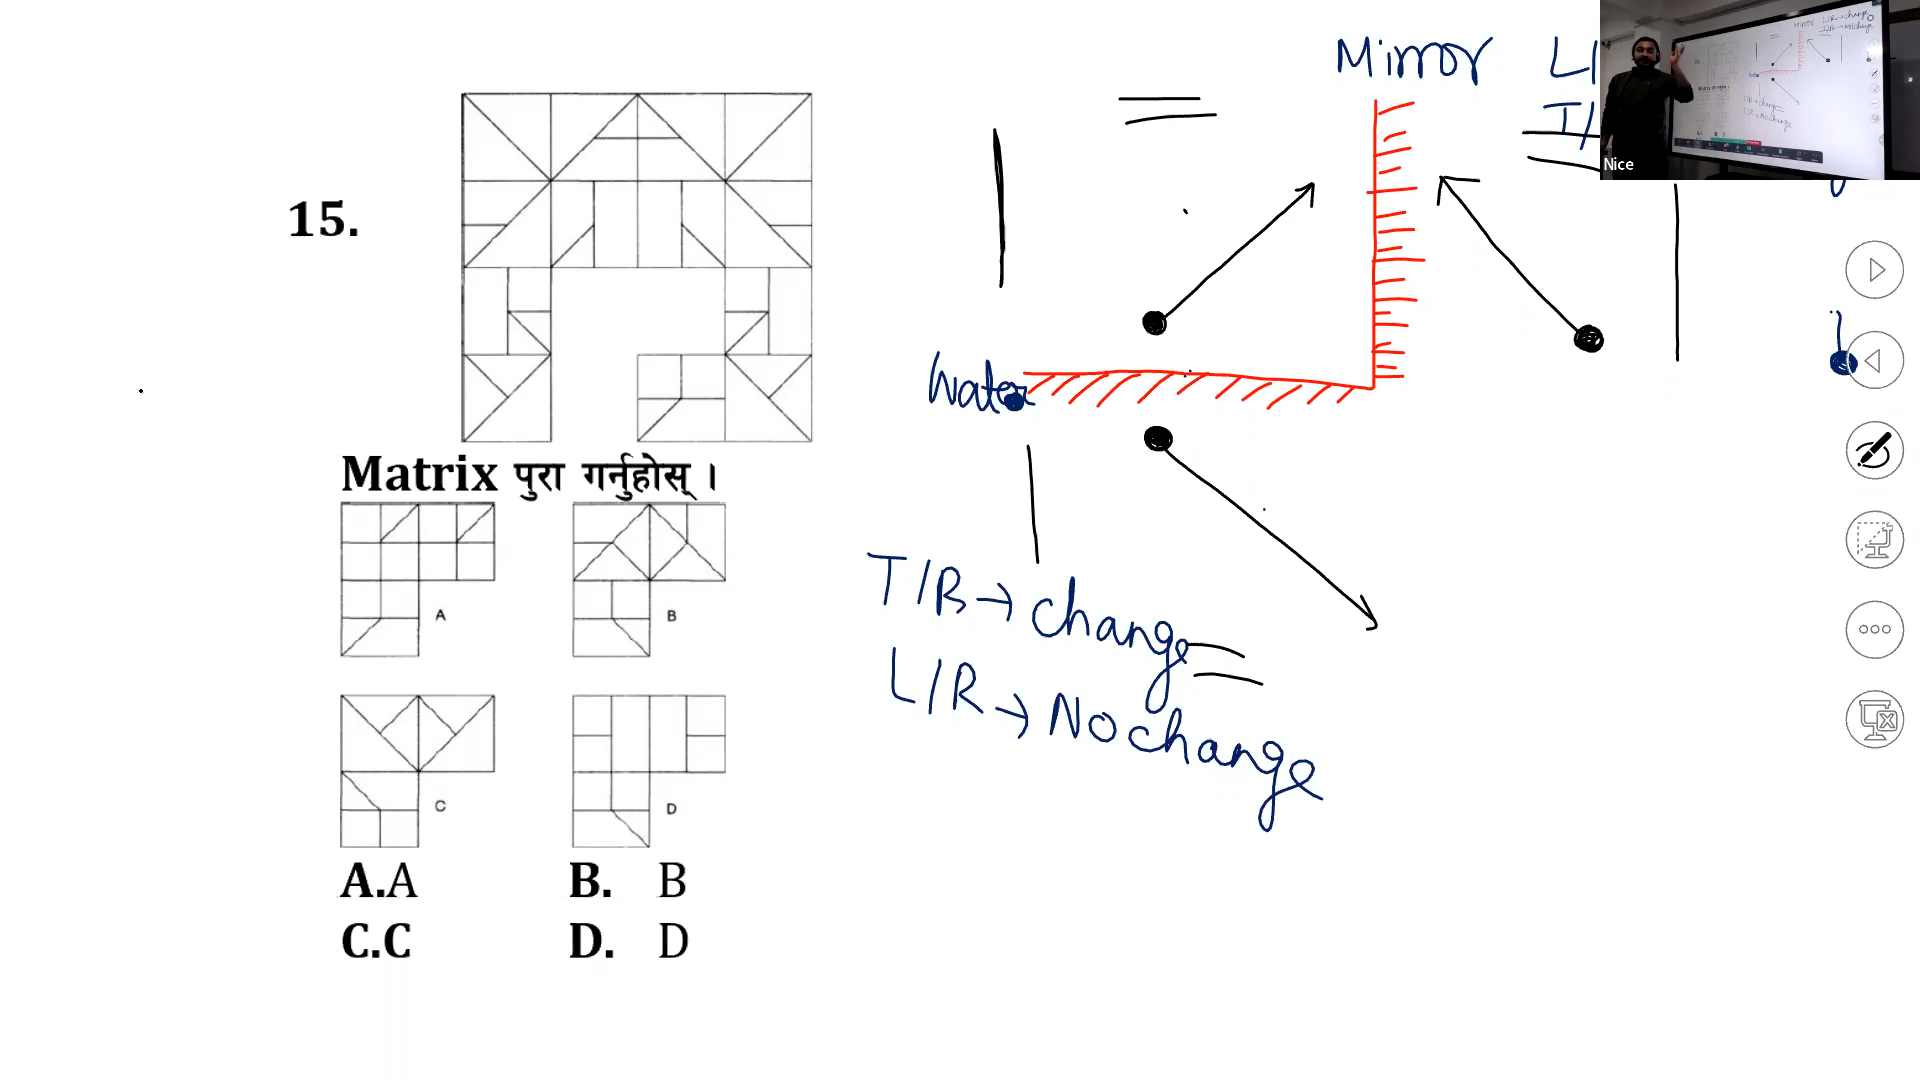 15.
Matrix पुरा गर्नुहोस् ।
A
B
C
D
A.A
B. B
C.C
D. D
Mirror L/
T/
Nice
Water
T/B → change
L/R → No change